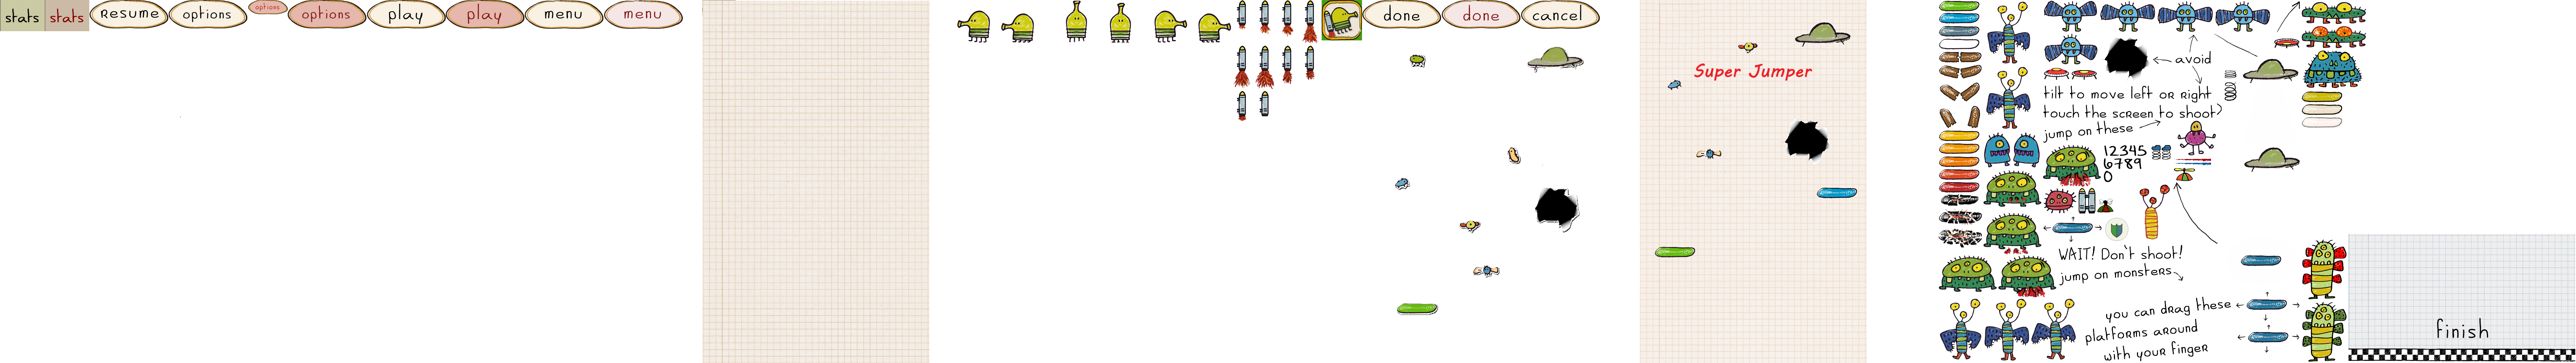 stats stats resume options options options play play menu menu
done done cancel
Super Jumper
avoid
tilt to move left or right
touch the screen to shoot)
jump on these
12345
6789
0
WAIT! Don't shoot!
jump on monsters
you can drag these
platforms around
with your finger
finish